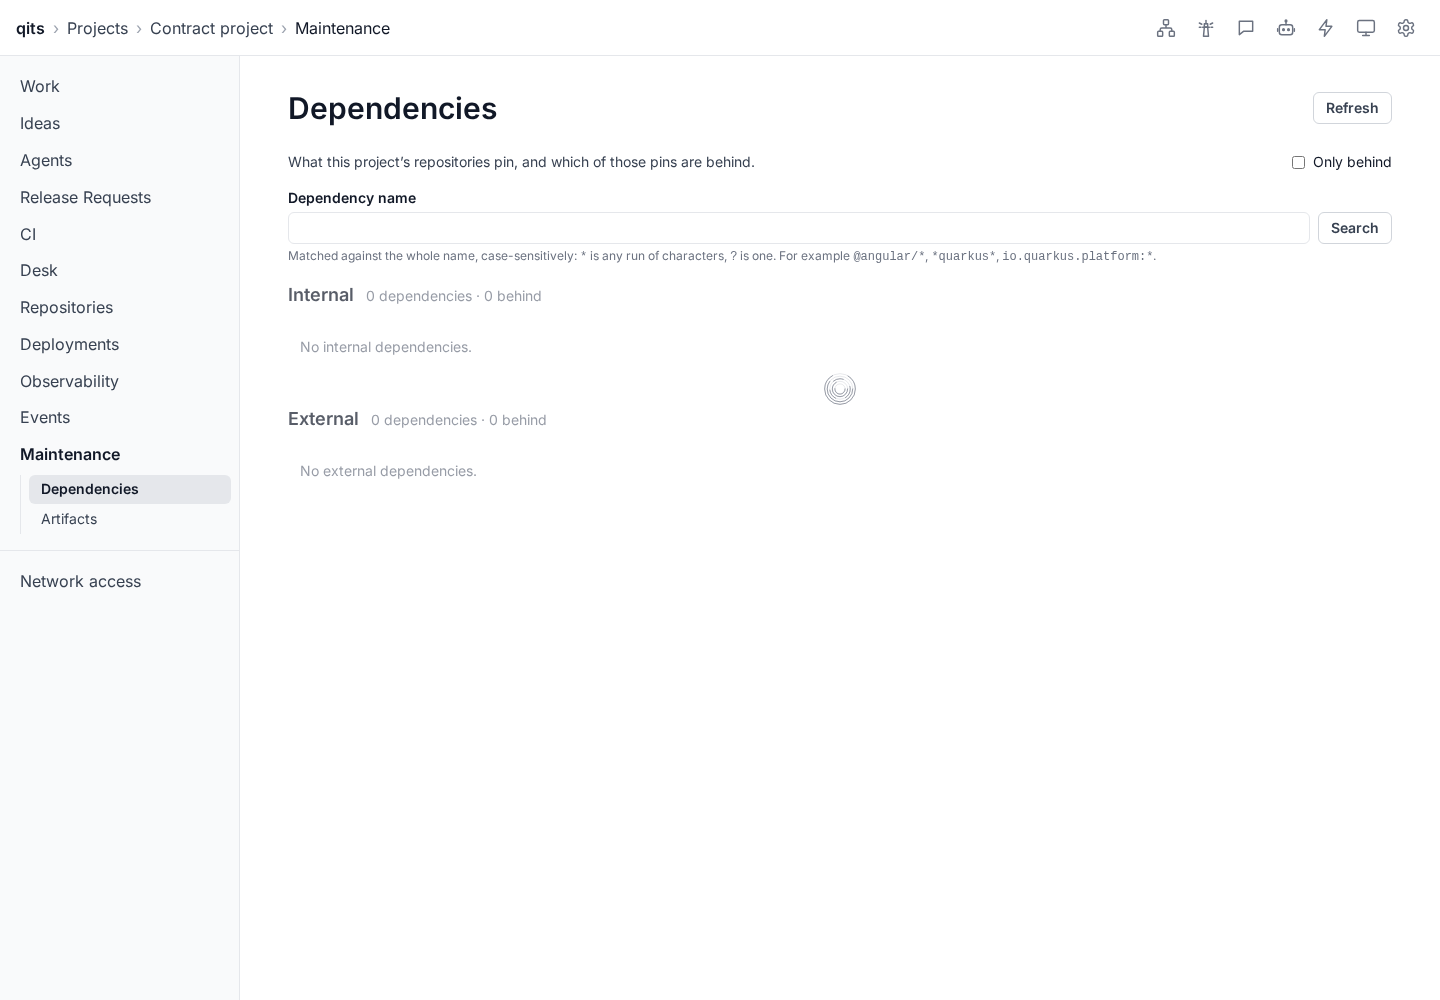 qits › Projects › Contract project › Maintenance
Work
Ideas
Agents
Release Requests
CI
Desk
Repositories
Deployments
Observability
Events
Maintenance
Dependencies
Artifacts
Network access
Dependencies
Refresh
What this project’s repositories pin, and which of those pins are behind.
Only behind
Dependency name
Search
Matched against the whole name, case-sensitively: * is any run of characters, ? is one. For example @angular/*, *quarkus*, io.quarkus.platform:*.
Internal 0 dependencies · 0 behind
No internal dependencies.
External 0 dependencies · 0 behind
No external dependencies.